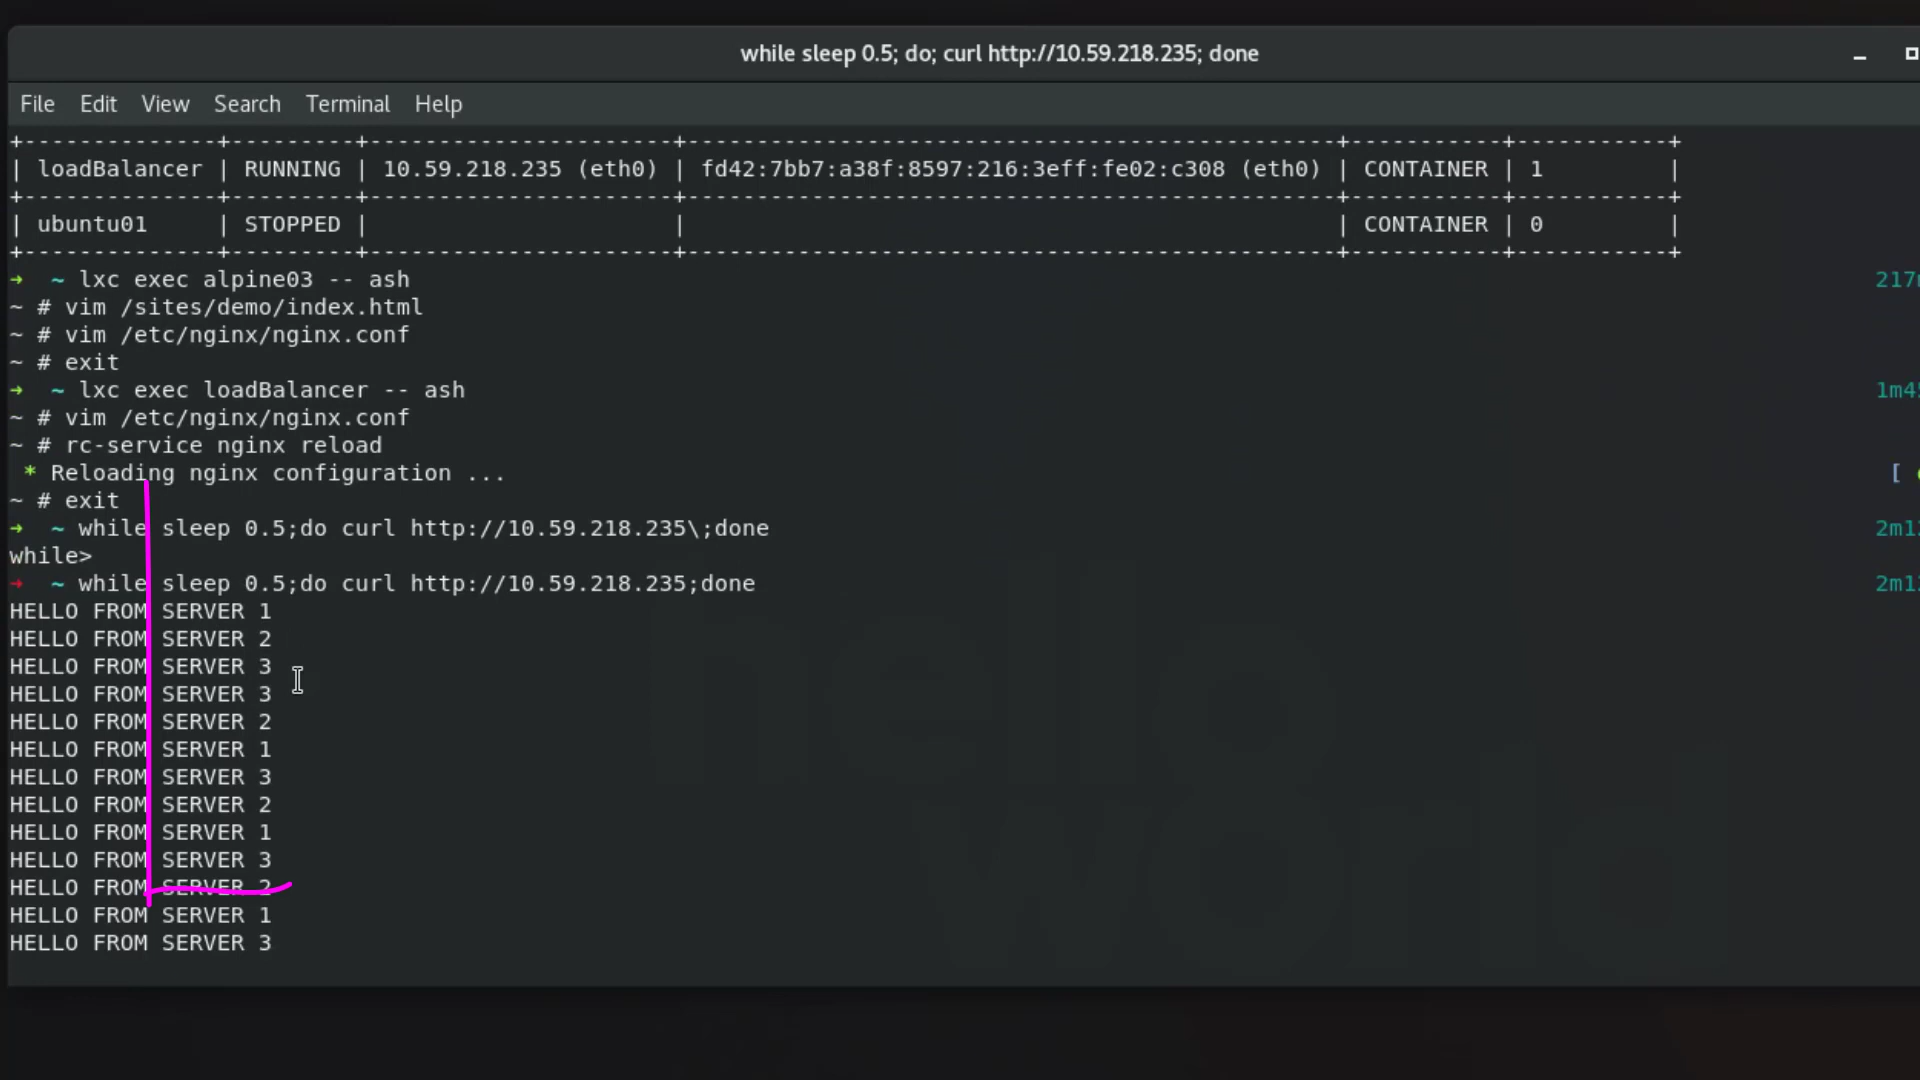 while sleep 0.5; do; curl http://10.59.218.235; done
File Edit View Search Terminal Help
+--------------+---------+----------------------+-----------------------------------------------+-----------+-----------+
| loadBalancer | RUNNING | 10.59.218.235 (eth0) | fd42:7bb7:a38f:8597:216:3eff:fe02:c308 (eth0) | CONTAINER | 1         |
+--------------+---------+----------------------+-----------------------------------------------+-----------+-----------+
| ubuntu01     | STOPPED |                      |                                               | CONTAINER | 0         |
+--------------+---------+----------------------+-----------------------------------------------+-----------+-----------+
➜  ~ lxc exec alpine03 -- ash
~ # vim /sites/demo/index.html
~ # vim /etc/nginx/nginx.conf
~ # exit
➜  ~ lxc exec loadBalancer -- ash
~ # vim /etc/nginx/nginx.conf
~ # rc-service nginx reload
 * Reloading nginx configuration ... [
~ # exit
➜  ~ while sleep 0.5;do curl http://10.59.218.235\;done
while>
➜  ~ while sleep 0.5;do curl http://10.59.218.235;done
HELLO FROM SERVER 1
HELLO FROM SERVER 2
HELLO FROM SERVER 3
HELLO FROM SERVER 3
HELLO FROM SERVER 2
HELLO FROM SERVER 1
HELLO FROM SERVER 3
HELLO FROM SERVER 2
HELLO FROM SERVER 1
HELLO FROM SERVER 3
HELLO FROM SERVER 2
HELLO FROM SERVER 1
HELLO FROM SERVER 3
hello
world